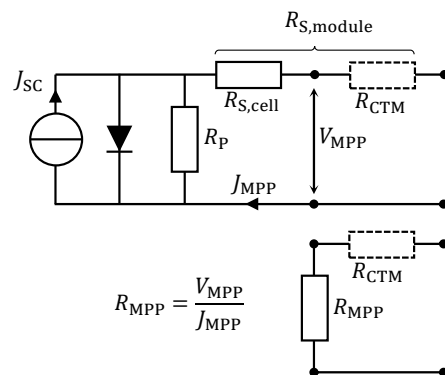 R_S,module
J_SC
R_S,cell
R_CTM
R_P
V_MPP
J_MPP
R_CTM
R_MPP = V_MPP / J_MPP
R_MPP